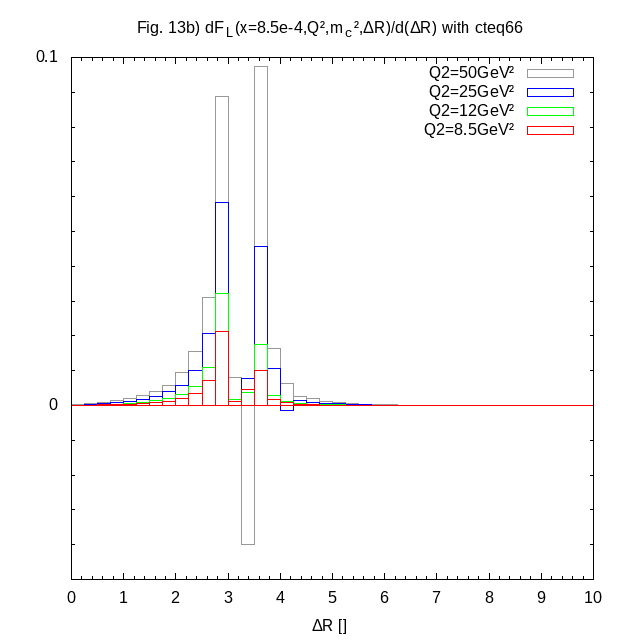 Fig. 13b) dF_L(x=8.5e-4,Q²,m_c²,ΔR)/d(ΔR) with cteq66
0.1
Q2=50GeV²
Q2=25GeV²
Q2=12GeV²
Q2=8.5GeV²
0
0 1 2 3 4 5 6 7 8 9 10
ΔR []